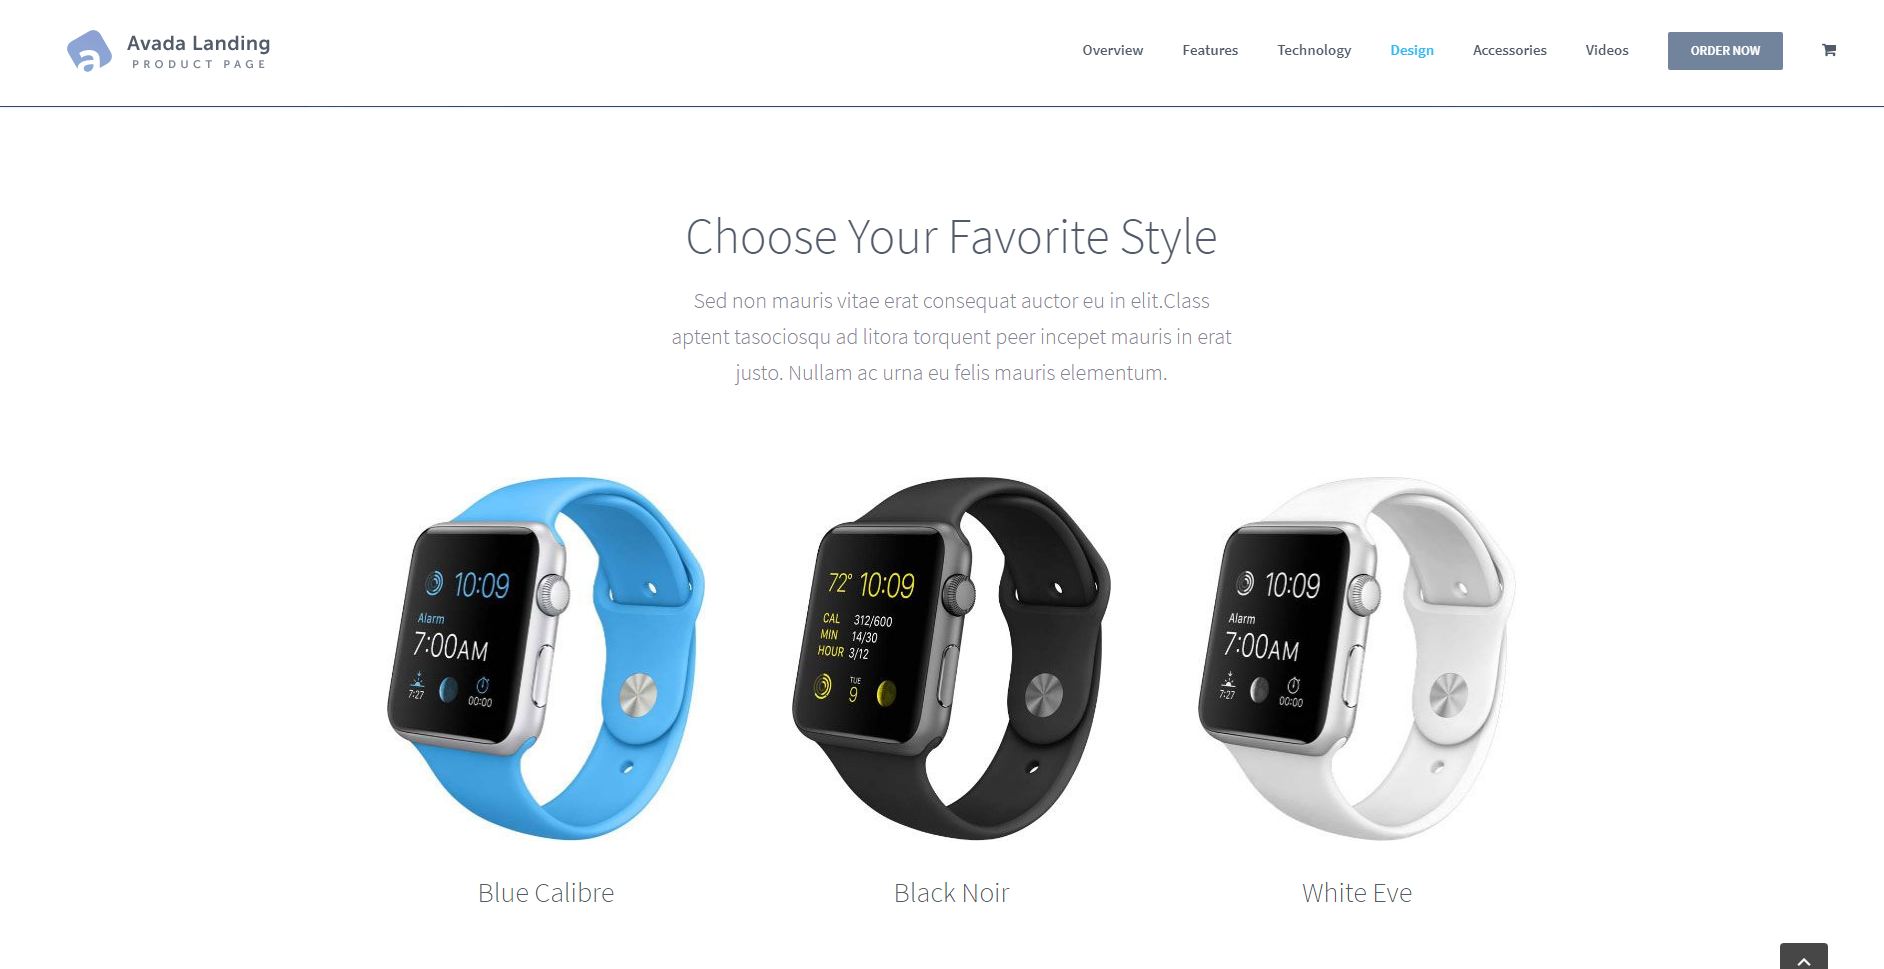 Avada Landing
PRODUCT PAGE
Overview
Features
Technology
Design
Accessories
Videos
ORDER NOW
Choose Your Favorite Style
Sed non mauris vitae erat consequat auctor eu in elit.Class
aptent tasociosqu ad litora torquent peer incepet mauris in erat
justo. Nullam ac urna eu felis mauris elementum.
10:09
Alarm
7:00AM
7:27
00:00
72° 10:09
CAL 312/600
MIN 14/30
HOUR 3/12
TUE
9
10:09
Alarm
7:00AM
7:27
00:00
Blue Calibre
Black Noir
White Eve